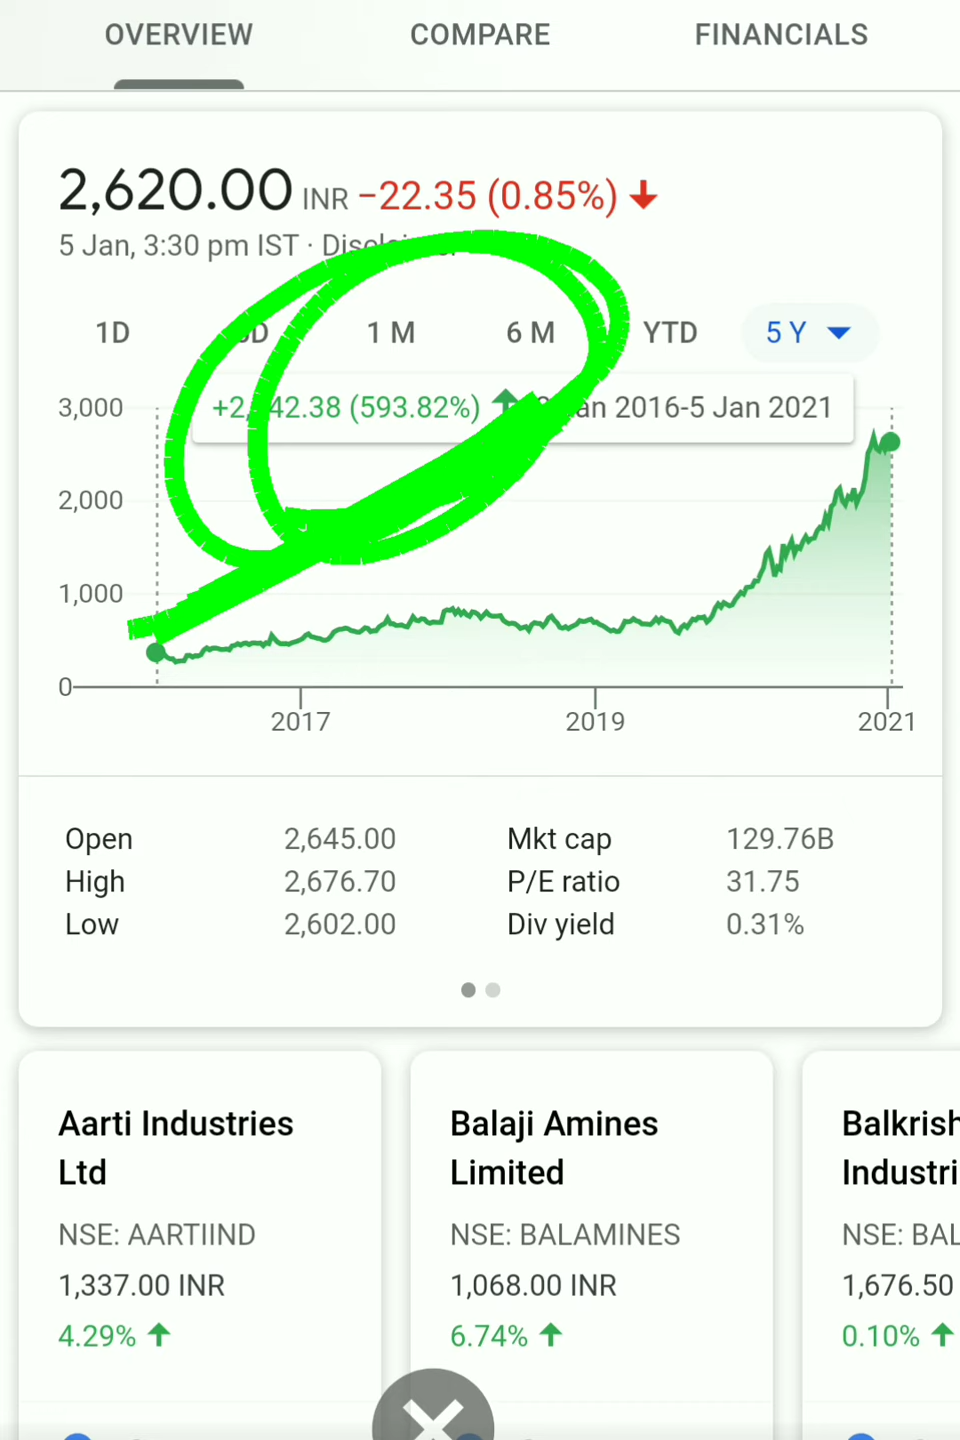 OVERVIEW COMPARE FINANCIALS
2,620.00 INR −22.35 (0.85%)
5 Jan, 3:30 pm IST ·
1D 1 M 6 M YTD 5 Y
42.38 (593.82%) 2016-5 Jan 2021
3,000
2,000
1,000
0
2017 2019 2021
Open 2,645.00 Mkt cap 129.76B
High 2,676.70 P/E ratio 31.75
Low 2,602.00 Div yield 0.31%
Aarti Industries Balaji Amines Balkrish
Ltd Limited Industri
NSE: AARTIIND NSE: BALAMINES NSE: BAL
1,337.00 INR 1,068.00 INR 1,676.50
4.29% 6.74% 0.10%